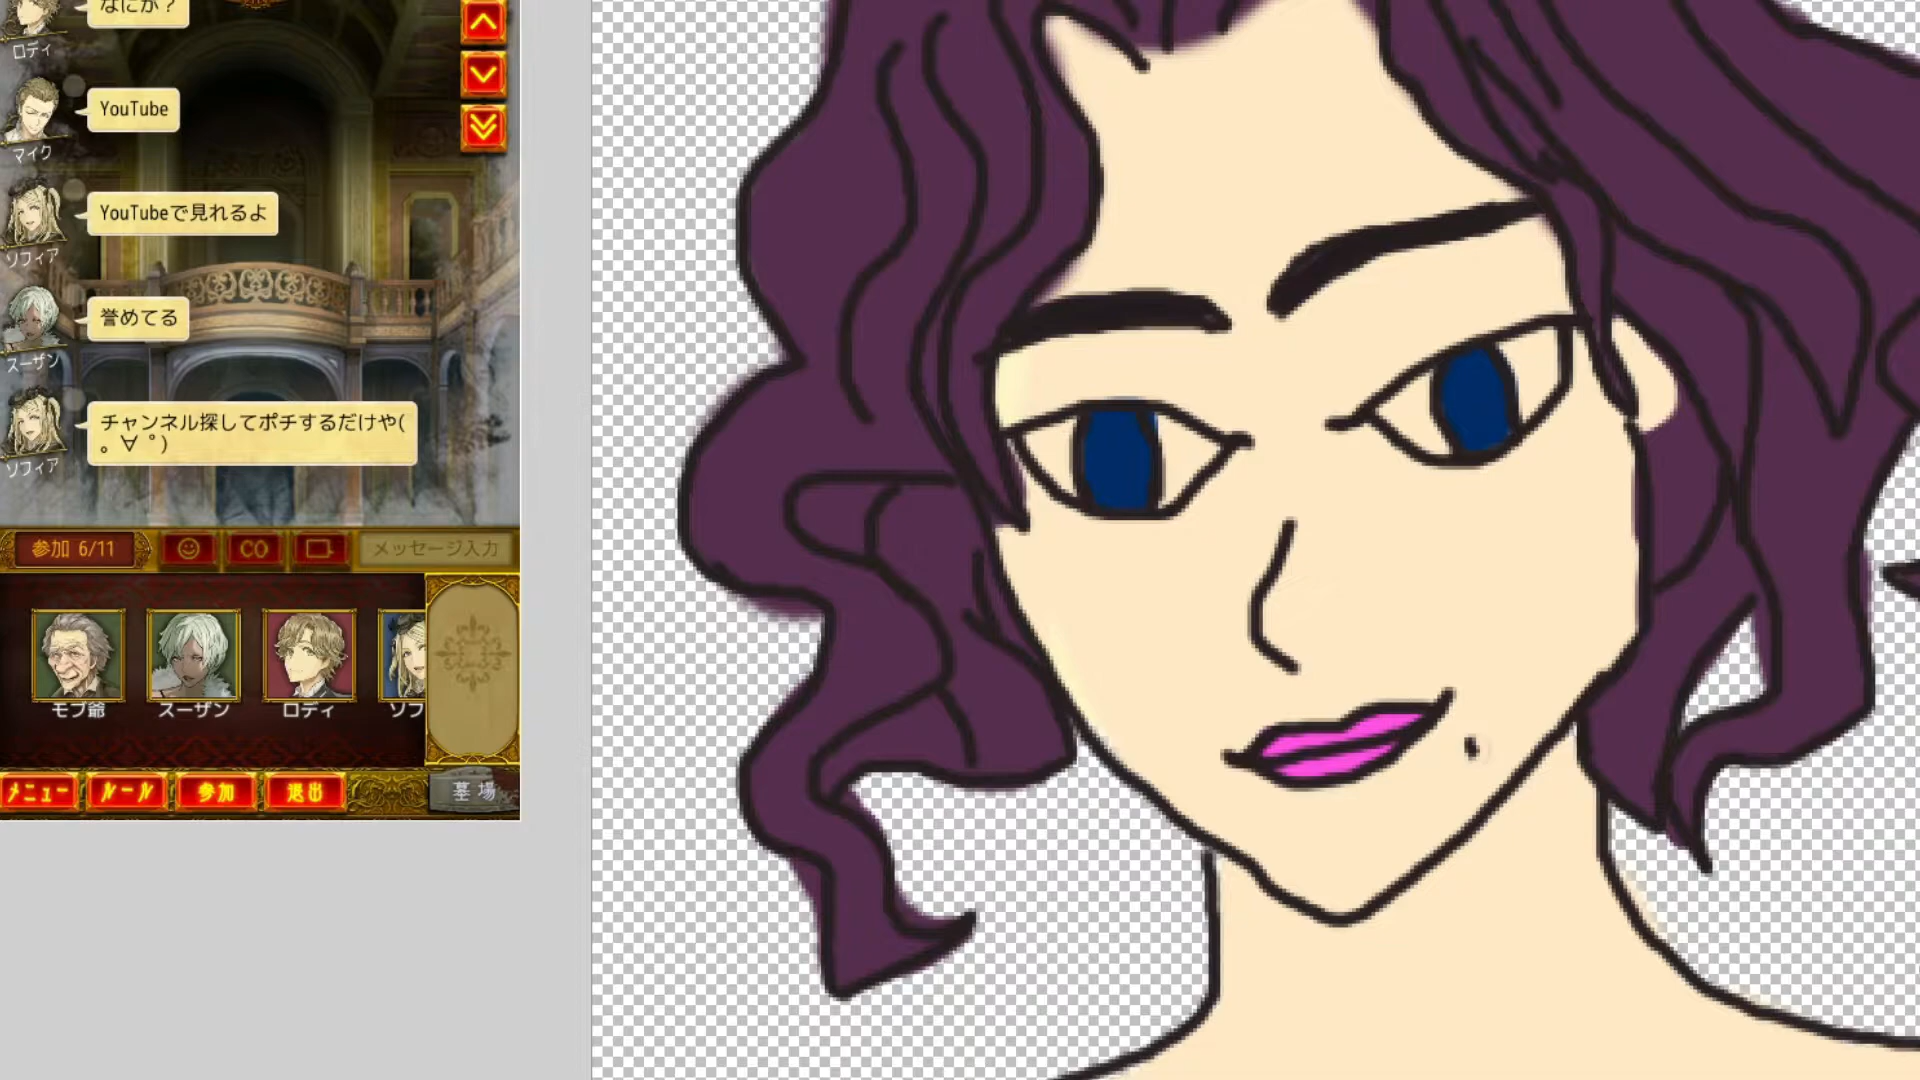 なにが？
ロディ
YouTube
マイク
YouTubeで見れるよ
ソフィア
誉めてる
スーザン
チャンネル探してポチするだけや(
。∀ ゚)
ソフィア
参加 6/11
CO
メッセージ入力
モブ爺
スーザン
ロディ
ソフ
メニュー
ルール
参加
退出
墓場